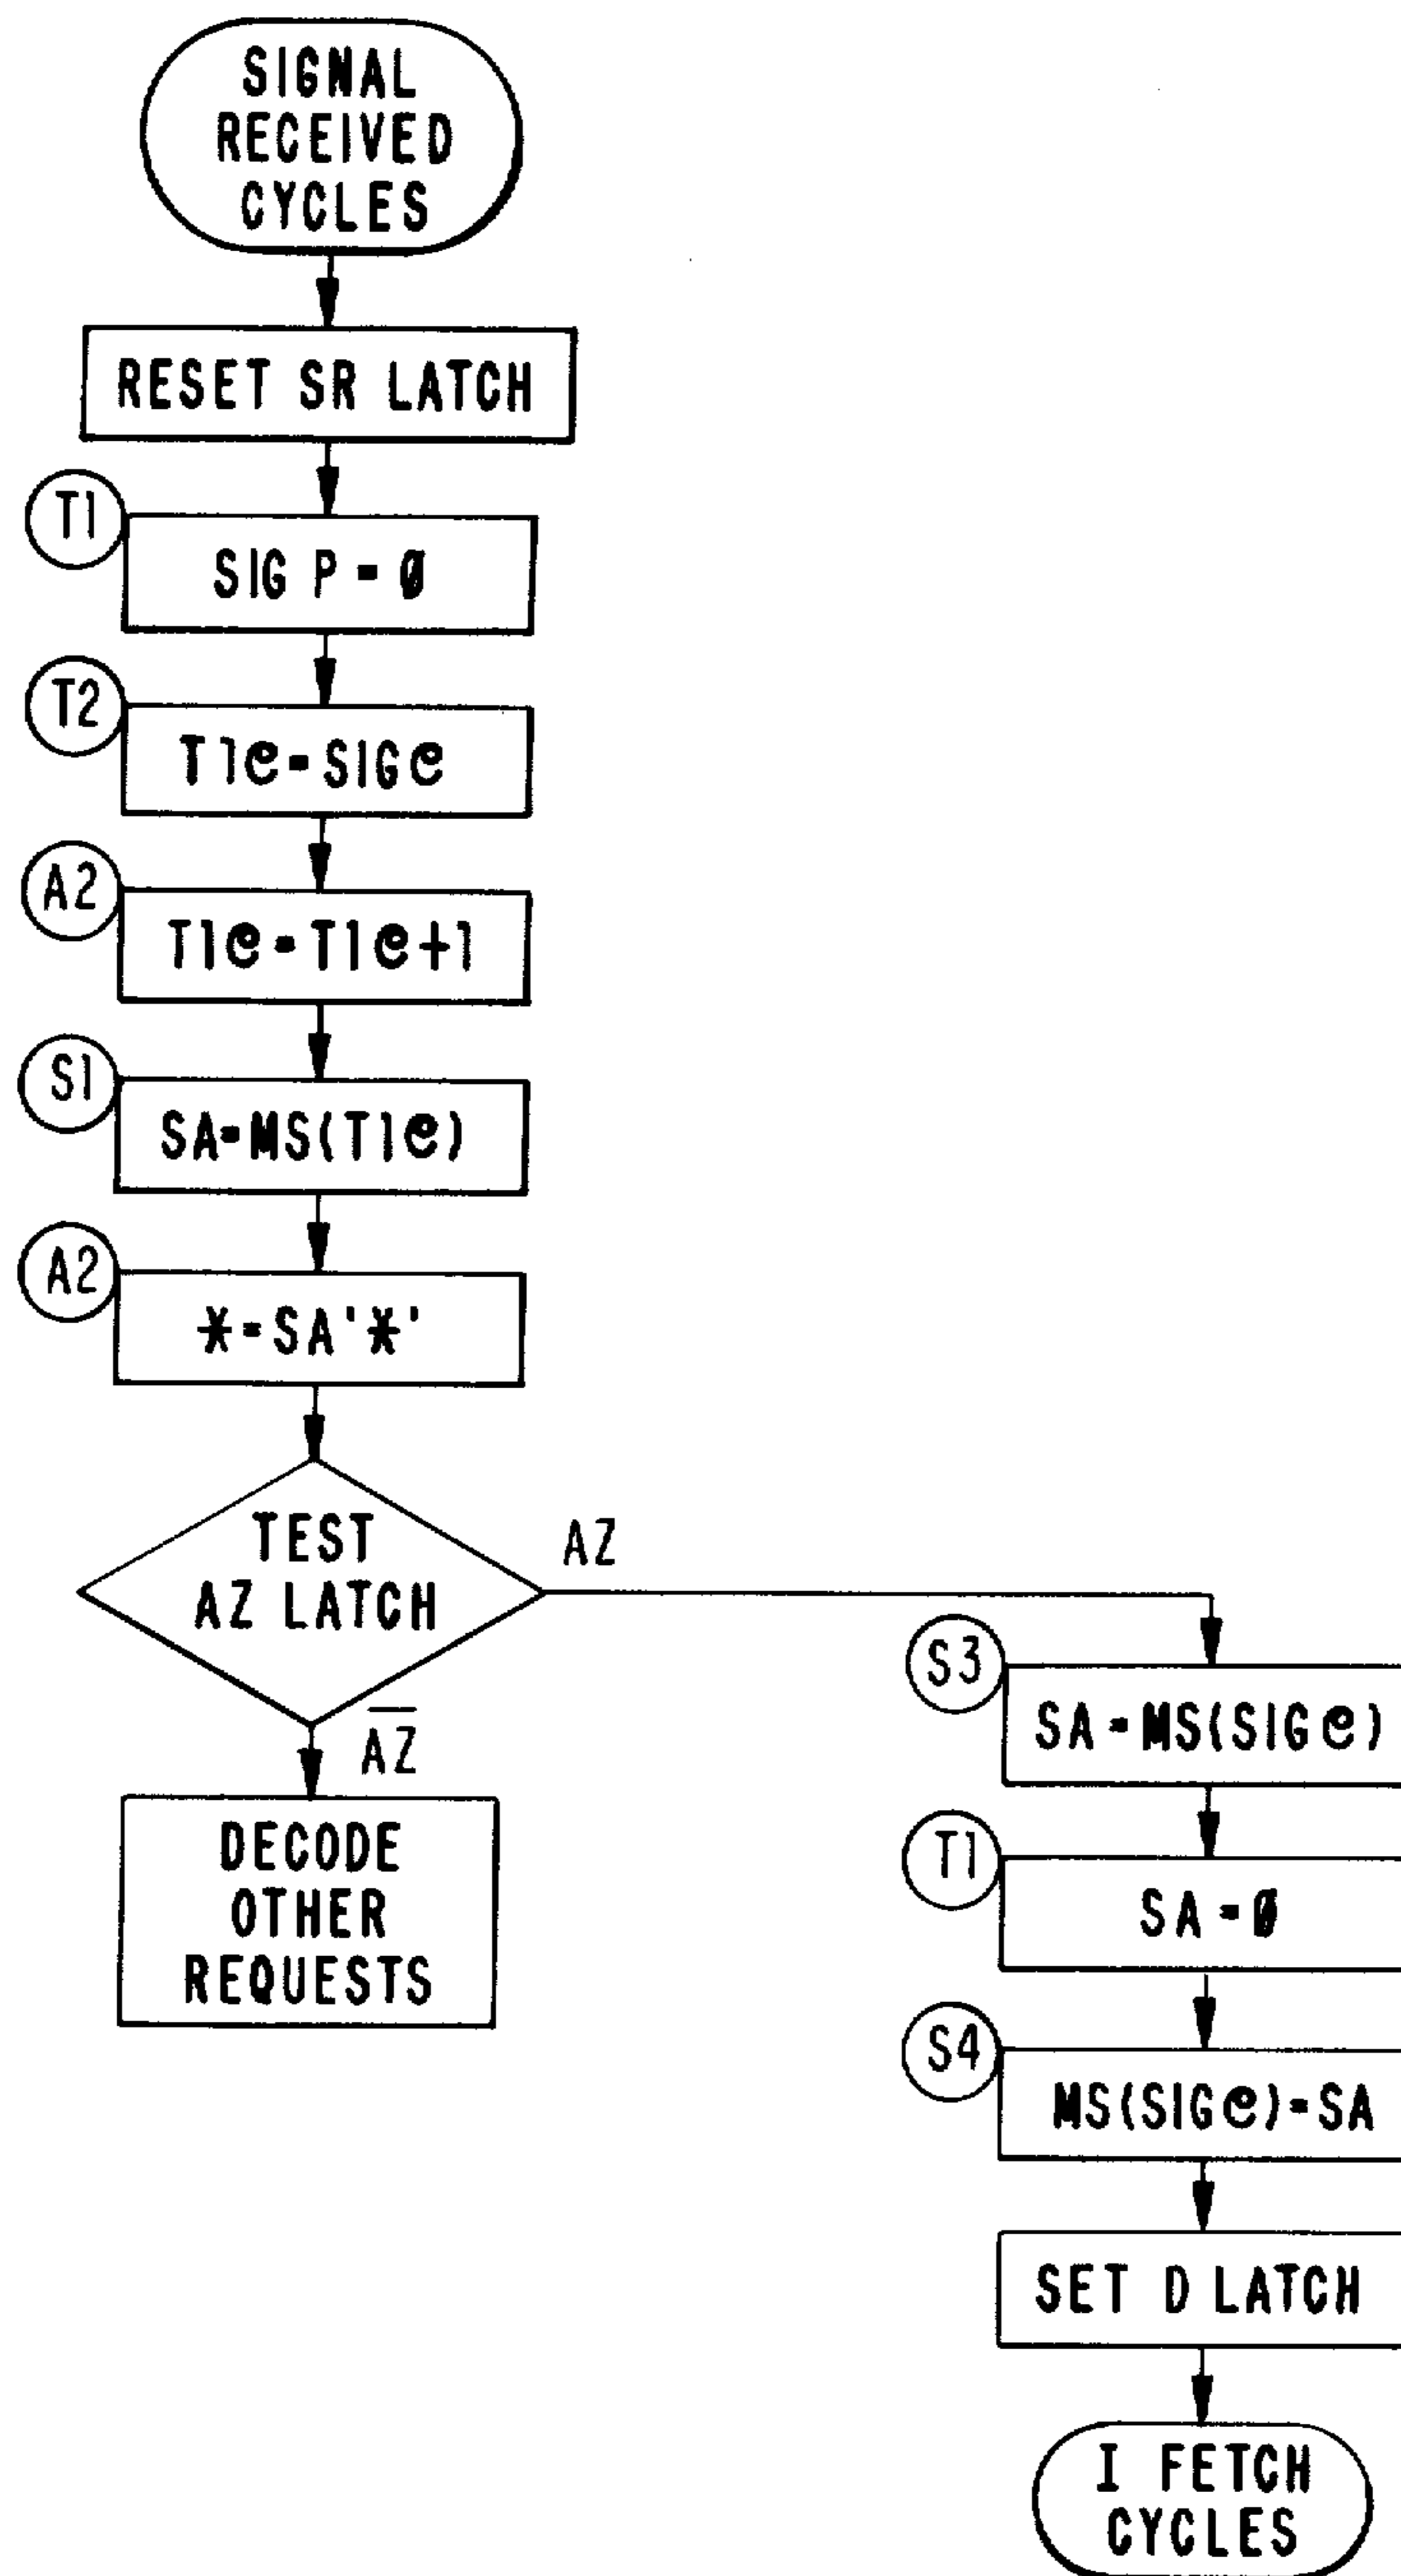 SIGNAL
RECEIVED
CYCLES
RESET SR LATCH
T1
SIG P = Ø
T2
T1@=SIG@
A2
T1@=T1@+1
S1
SA=MS(T1@)
A2
*=SA'*'
TEST
AZ LATCH
AZ
A̅Z̅
DECODE
OTHER
REQUESTS
S3
SA=MS(SIG@)
T1
SA=Ø
S4
MS(SIG@)=SA
SET D LATCH
I FETCH
CYCLES